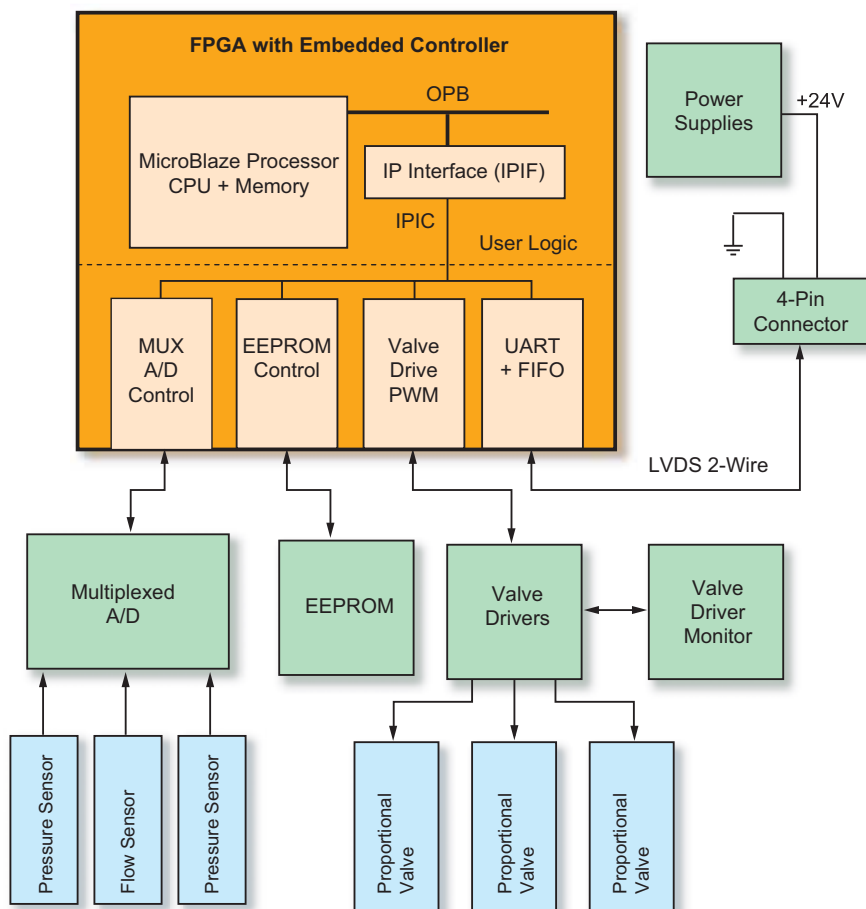 FPGA with Embedded Controller
OPB
MicroBlaze Processor
CPU + Memory
IP Interface (IPIF)
IPIC
User Logic
MUX
A/D
Control
EEPROM
Control
Valve
Drive
PWM
UART
+ FIFO
Power
Supplies
+24V
4-Pin
Connector
LVDS 2-Wire
Multiplexed
A/D
EEPROM
Valve
Drivers
Valve
Driver
Monitor
Pressure Sensor
Flow Sensor
Pressure Sensor
Proportional
Valve
Proportional
Valve
Proportional
Valve